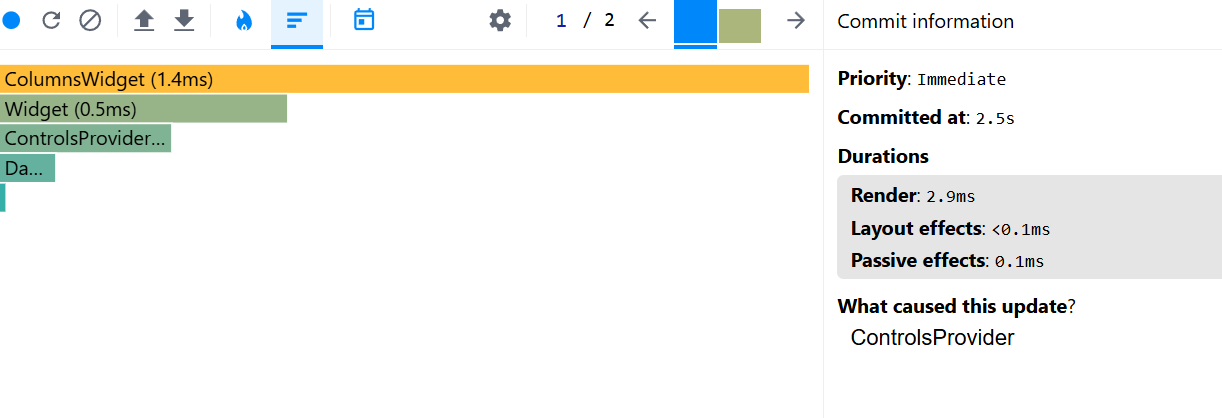 1 / 2
ColumnsWidget (1.4ms)
Widget (0.5ms)
ControlsProvider...
Da...
Commit information
Priority: Immediate
Committed at: 2.5s
Durations
Render: 2.9ms
Layout effects: <0.1ms
Passive effects: 0.1ms
What caused this update?
ControlsProvider